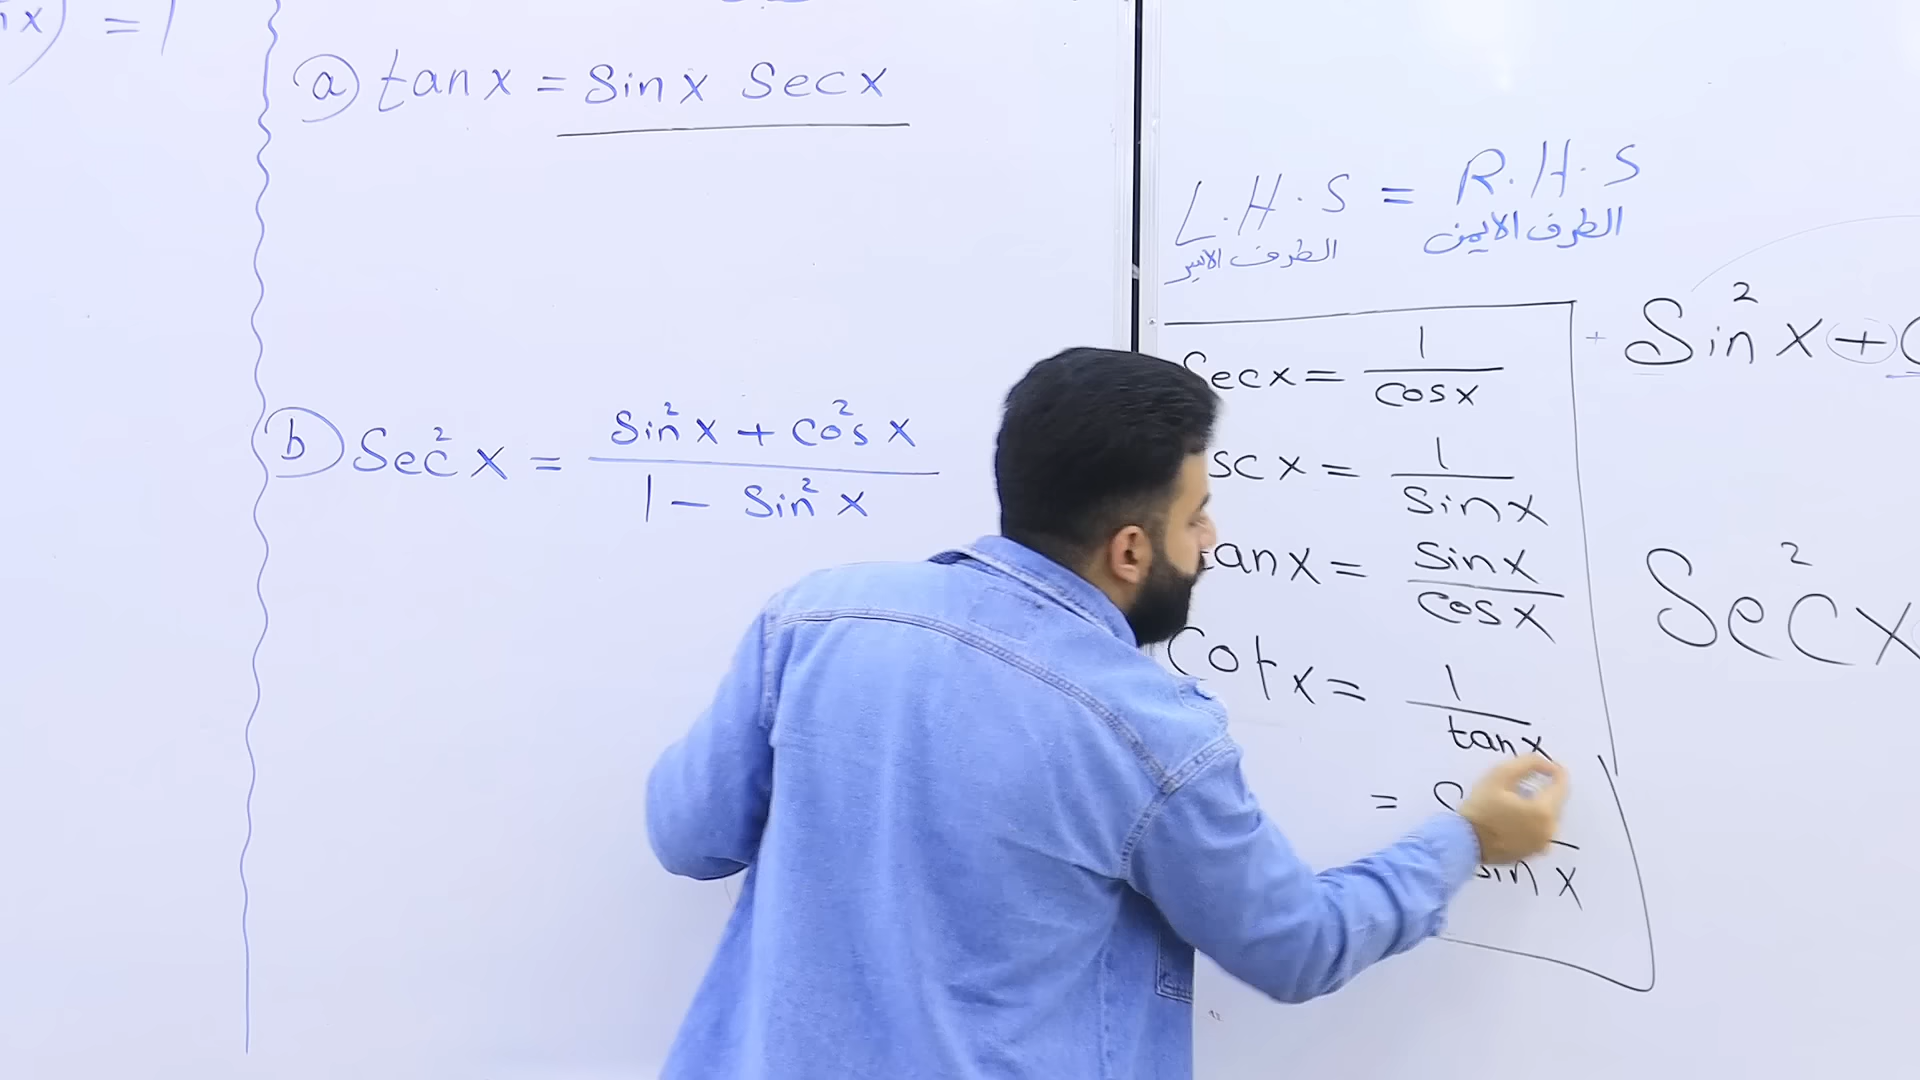 = 1
a tan x = sin x sec x
b sec² x = sin² x + cos² x / 1 - sin² x
L.H.S = R.H.S
الطرف الايسر الطرف الايمن
sec x = 1 / cos x
sc x = 1 / sin x
tan x = sin x / cos x
cot x = 1 / tan x
= sin x
+ Sin² x +
Sec² x